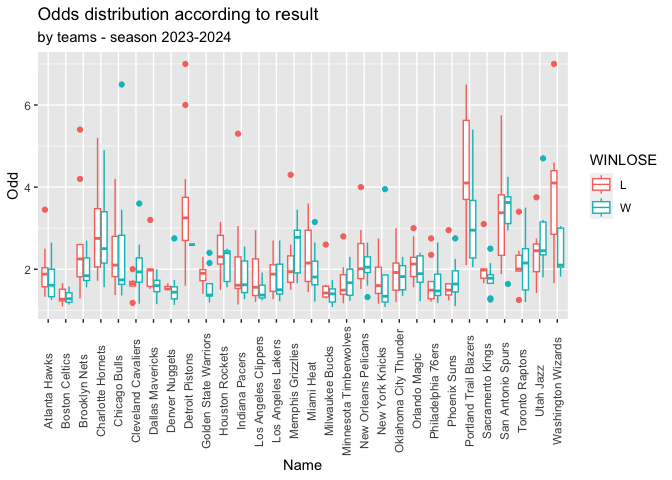 Odds distribution according to result
by teams - season 2023-2024
Odd
6
4
2
WINLOSE
L
W
Atlanta Hawks
Boston Celtics
Brooklyn Nets
Charlotte Hornets
Chicago Bulls
Cleveland Cavaliers
Dallas Mavericks
Denver Nuggets
Detroit Pistons
Golden State Warriors
Houston Rockets
Indiana Pacers
Los Angeles Clippers
Los Angeles Lakers
Memphis Grizzlies
Miami Heat
Milwaukee Bucks
Minnesota Timberwolves
New Orleans Pelicans
New York Knicks
Oklahoma City Thunder
Orlando Magic
Philadelphia 76ers
Phoenix Suns
Portland Trail Blazers
Sacramento Kings
San Antonio Spurs
Toronto Raptors
Utah Jazz
Washington Wizards
Name